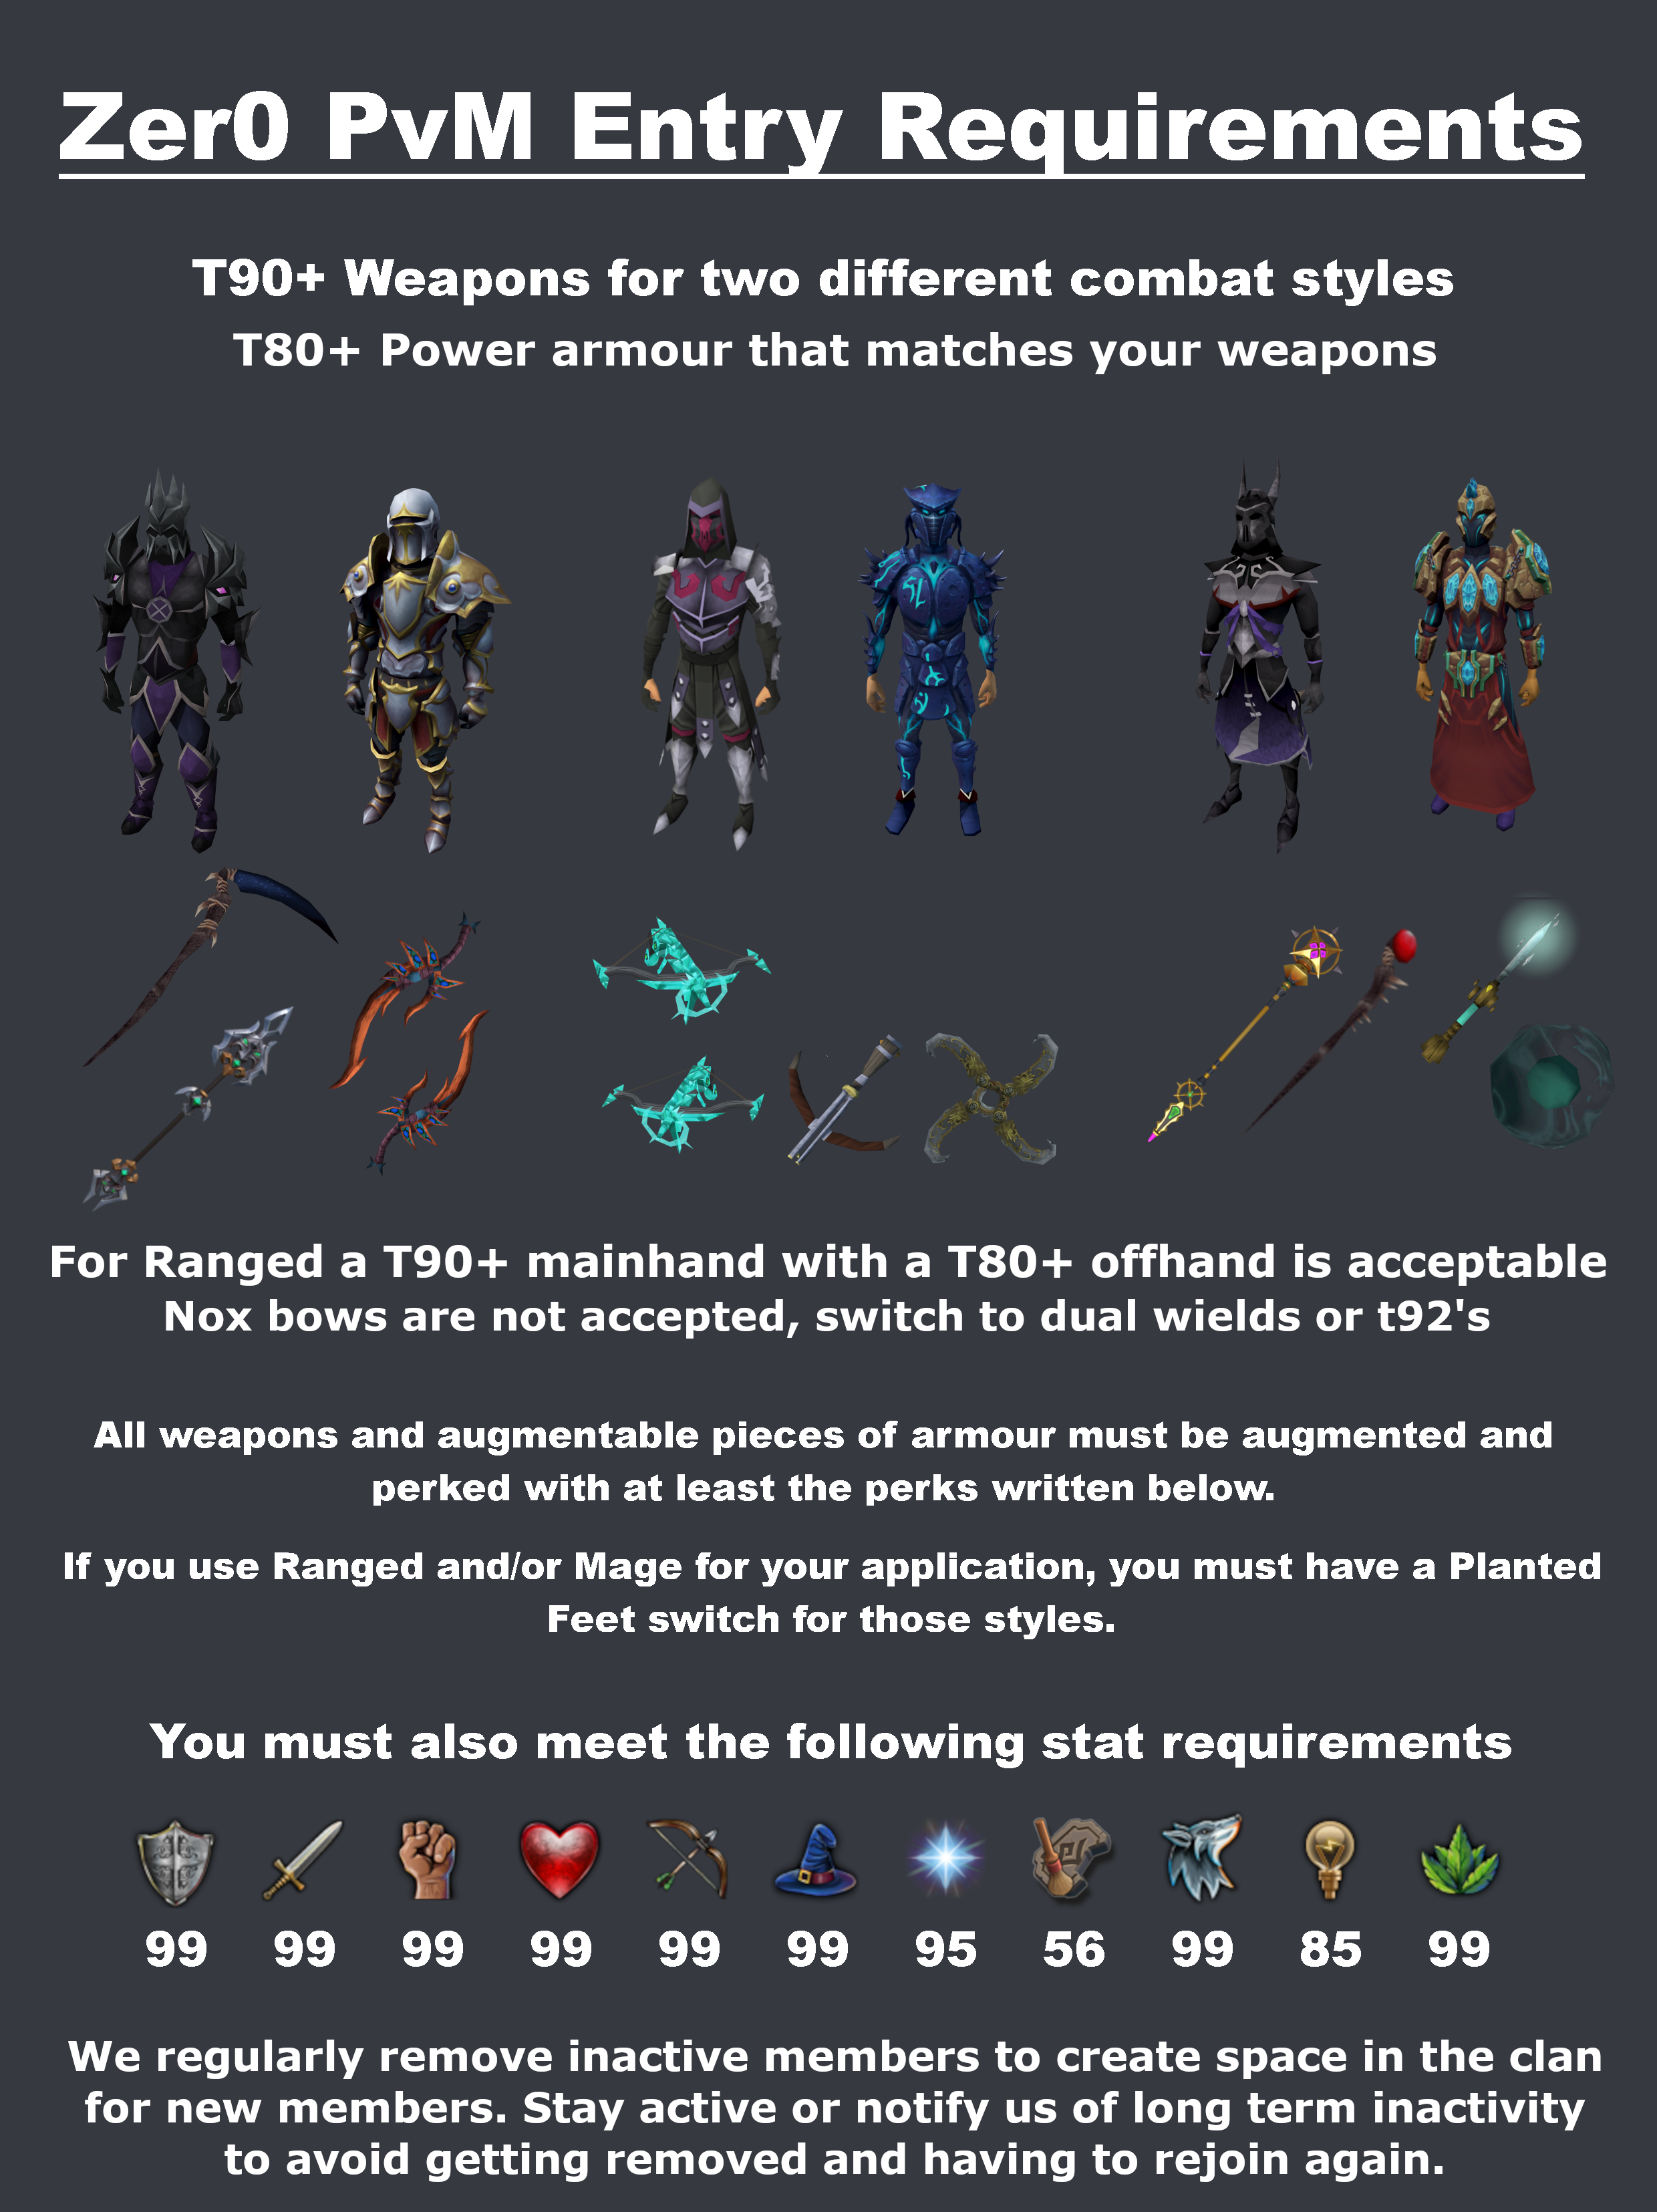 Zer0 PvM Entry Requirements
T90+ Weapons for two different combat styles
T80+ Power armour that matches your weapons
For Ranged a T90+ mainhand with a T80+ offhand is acceptable
Nox bows are not accepted, switch to dual wields or t92's
All weapons and augmentable pieces of armour must be augmented and
perked with at least the perks written below.
If you use Ranged and/or Mage for your application, you must have a Planted
Feet switch for those styles.
You must also meet the following stat requirements
99 99 99 99 99 99 95 56 99 85 99
We regularly remove inactive members to create space in the clan
for new members. Stay active or notify us of long term inactivity
to avoid getting removed and having to rejoin again.